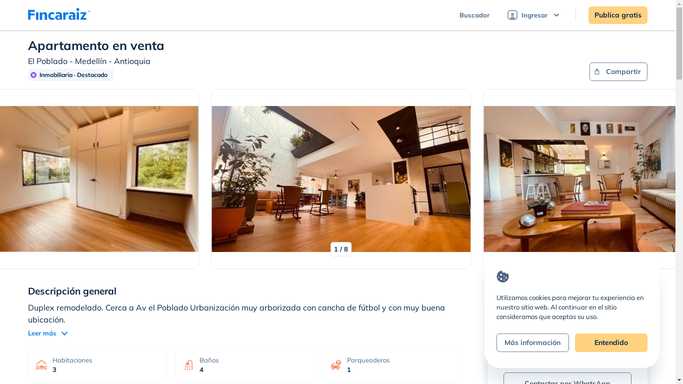 Fincaraiz
Buscador
Ingresar
Publica gratis
Apartamento en venta
El Poblado - Medellín - Antioquia
Inmobiliaria - Destacado
Compartir
1 / 8
Descripción general
Duplex remodelado. Cerca a Av el Poblado Urbanización muy arborizada con cancha de fútbol y con muy buena
ubicación.
Leer más
Habitaciones
3
Baños
4
Parqueaderos
1
Utilizamos cookies para mejorar tu experiencia en
nuestro sitio web. Al continuar en el sitio
consideramos que aceptas su uso.
Más información
Entendido
Contactar por WhatsApp